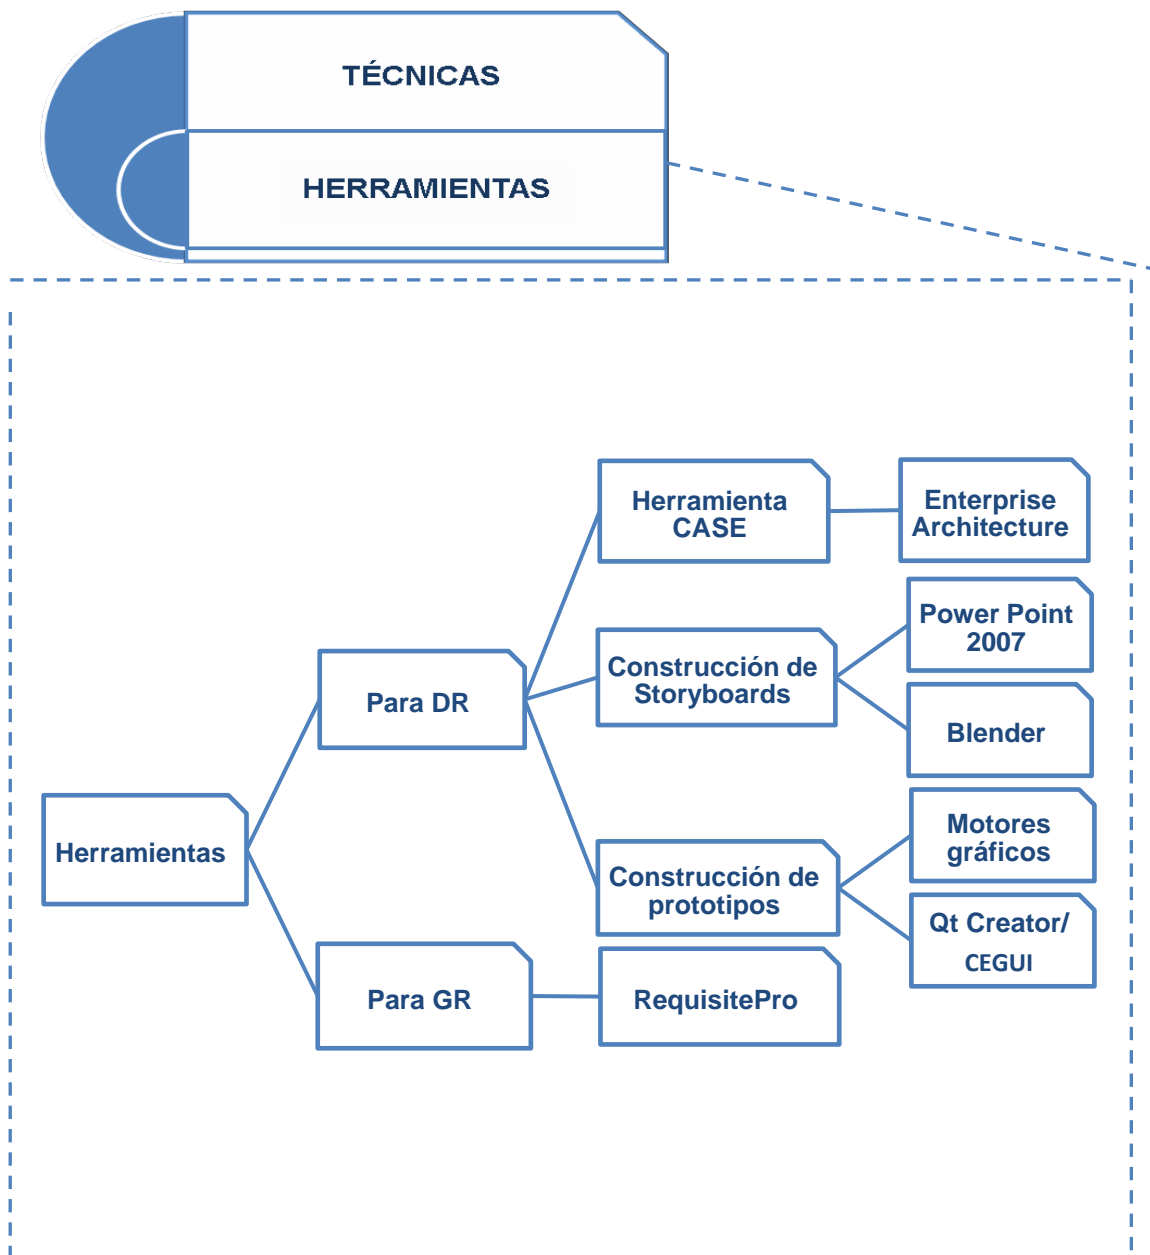 TÉCNICAS
HERRAMIENTAS
Herramientas
Para DR
Herramienta
CASE
Enterprise
Architecture
Construcción de
Storyboards
Power Point
2007
Blender
Construcción de
prototipos
Motores
gráficos
Qt Creator/
CEGUI
Para GR
RequisitePro